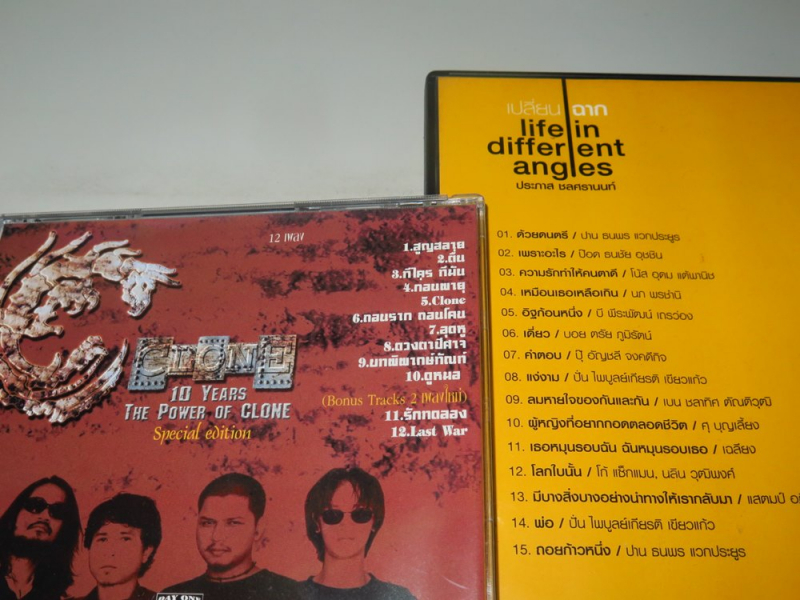 เปลี่ยน ฉาก
life in
different
angles
ประภาส ชลศรานนท์
01. ด้วยดนตรี / ปาน ธนพร แวกประยูร
02. เพราะอะไร / ป๊อด ธนชัย อุชชิน
03. ความรักทำให้คนตาดี / โน้ส อุดม แต้พานิช
04. เหมือนเธอเหลือเกิน / นภ พรชำนิ
05. อิฐก้อนหนึ่ง / บี พีระพัฒน์ เถรว่อง
06. เดี่ยว / บอย ตรัย ภูมิรัตน์
07. คำตอบ / ปุ๊ อัญชลี จงคดีกิจ
08. แง่งาม / ปั่น ไพบูลย์เกียรติ เขียวแก้ว
09. ลมหายใจของกันและกัน / เบน ชลาทิศ ตัณติวุฒิ
10. ผู้หญิงที่อยากกอดตลอดชีวิต / ศุ บุญเลี้ยง
11. เธอหมุนรอบฉัน ฉันหมุนรอบเธอ / เฉลียง
12. โลกใบนั้น / โก้ แซ็กแมน, นลิน วุฒิพงศ์
13. มีบางสิ่งบางอย่างนำทางให้เรากลับมา / แสตมป์
14. พ่อ / ปั่น ไพบูลย์เกียรติ เขียวแก้ว
15. ถอยก้าวหนึ่ง / ปาน ธนพร แวกประยูร
12 เพลง
1.สูญสลาย
2.ตื่น
3.ทีใคร ทีมัน
4.กลบพายุ
5.Clone
6.ถอนราก ถอนโคน
7.ลุดหู
8.ดวงตาปีศาจ
9.บทพิพากษ์ทัณฑ์
10.ดูหมอ
(Bonus Tracks 2 เพลงใหม่)
11.รักทดลอง
12.Last War
CLONE
10 YEARS
THE POWER OF CLONE
Special edition
DAY ONE